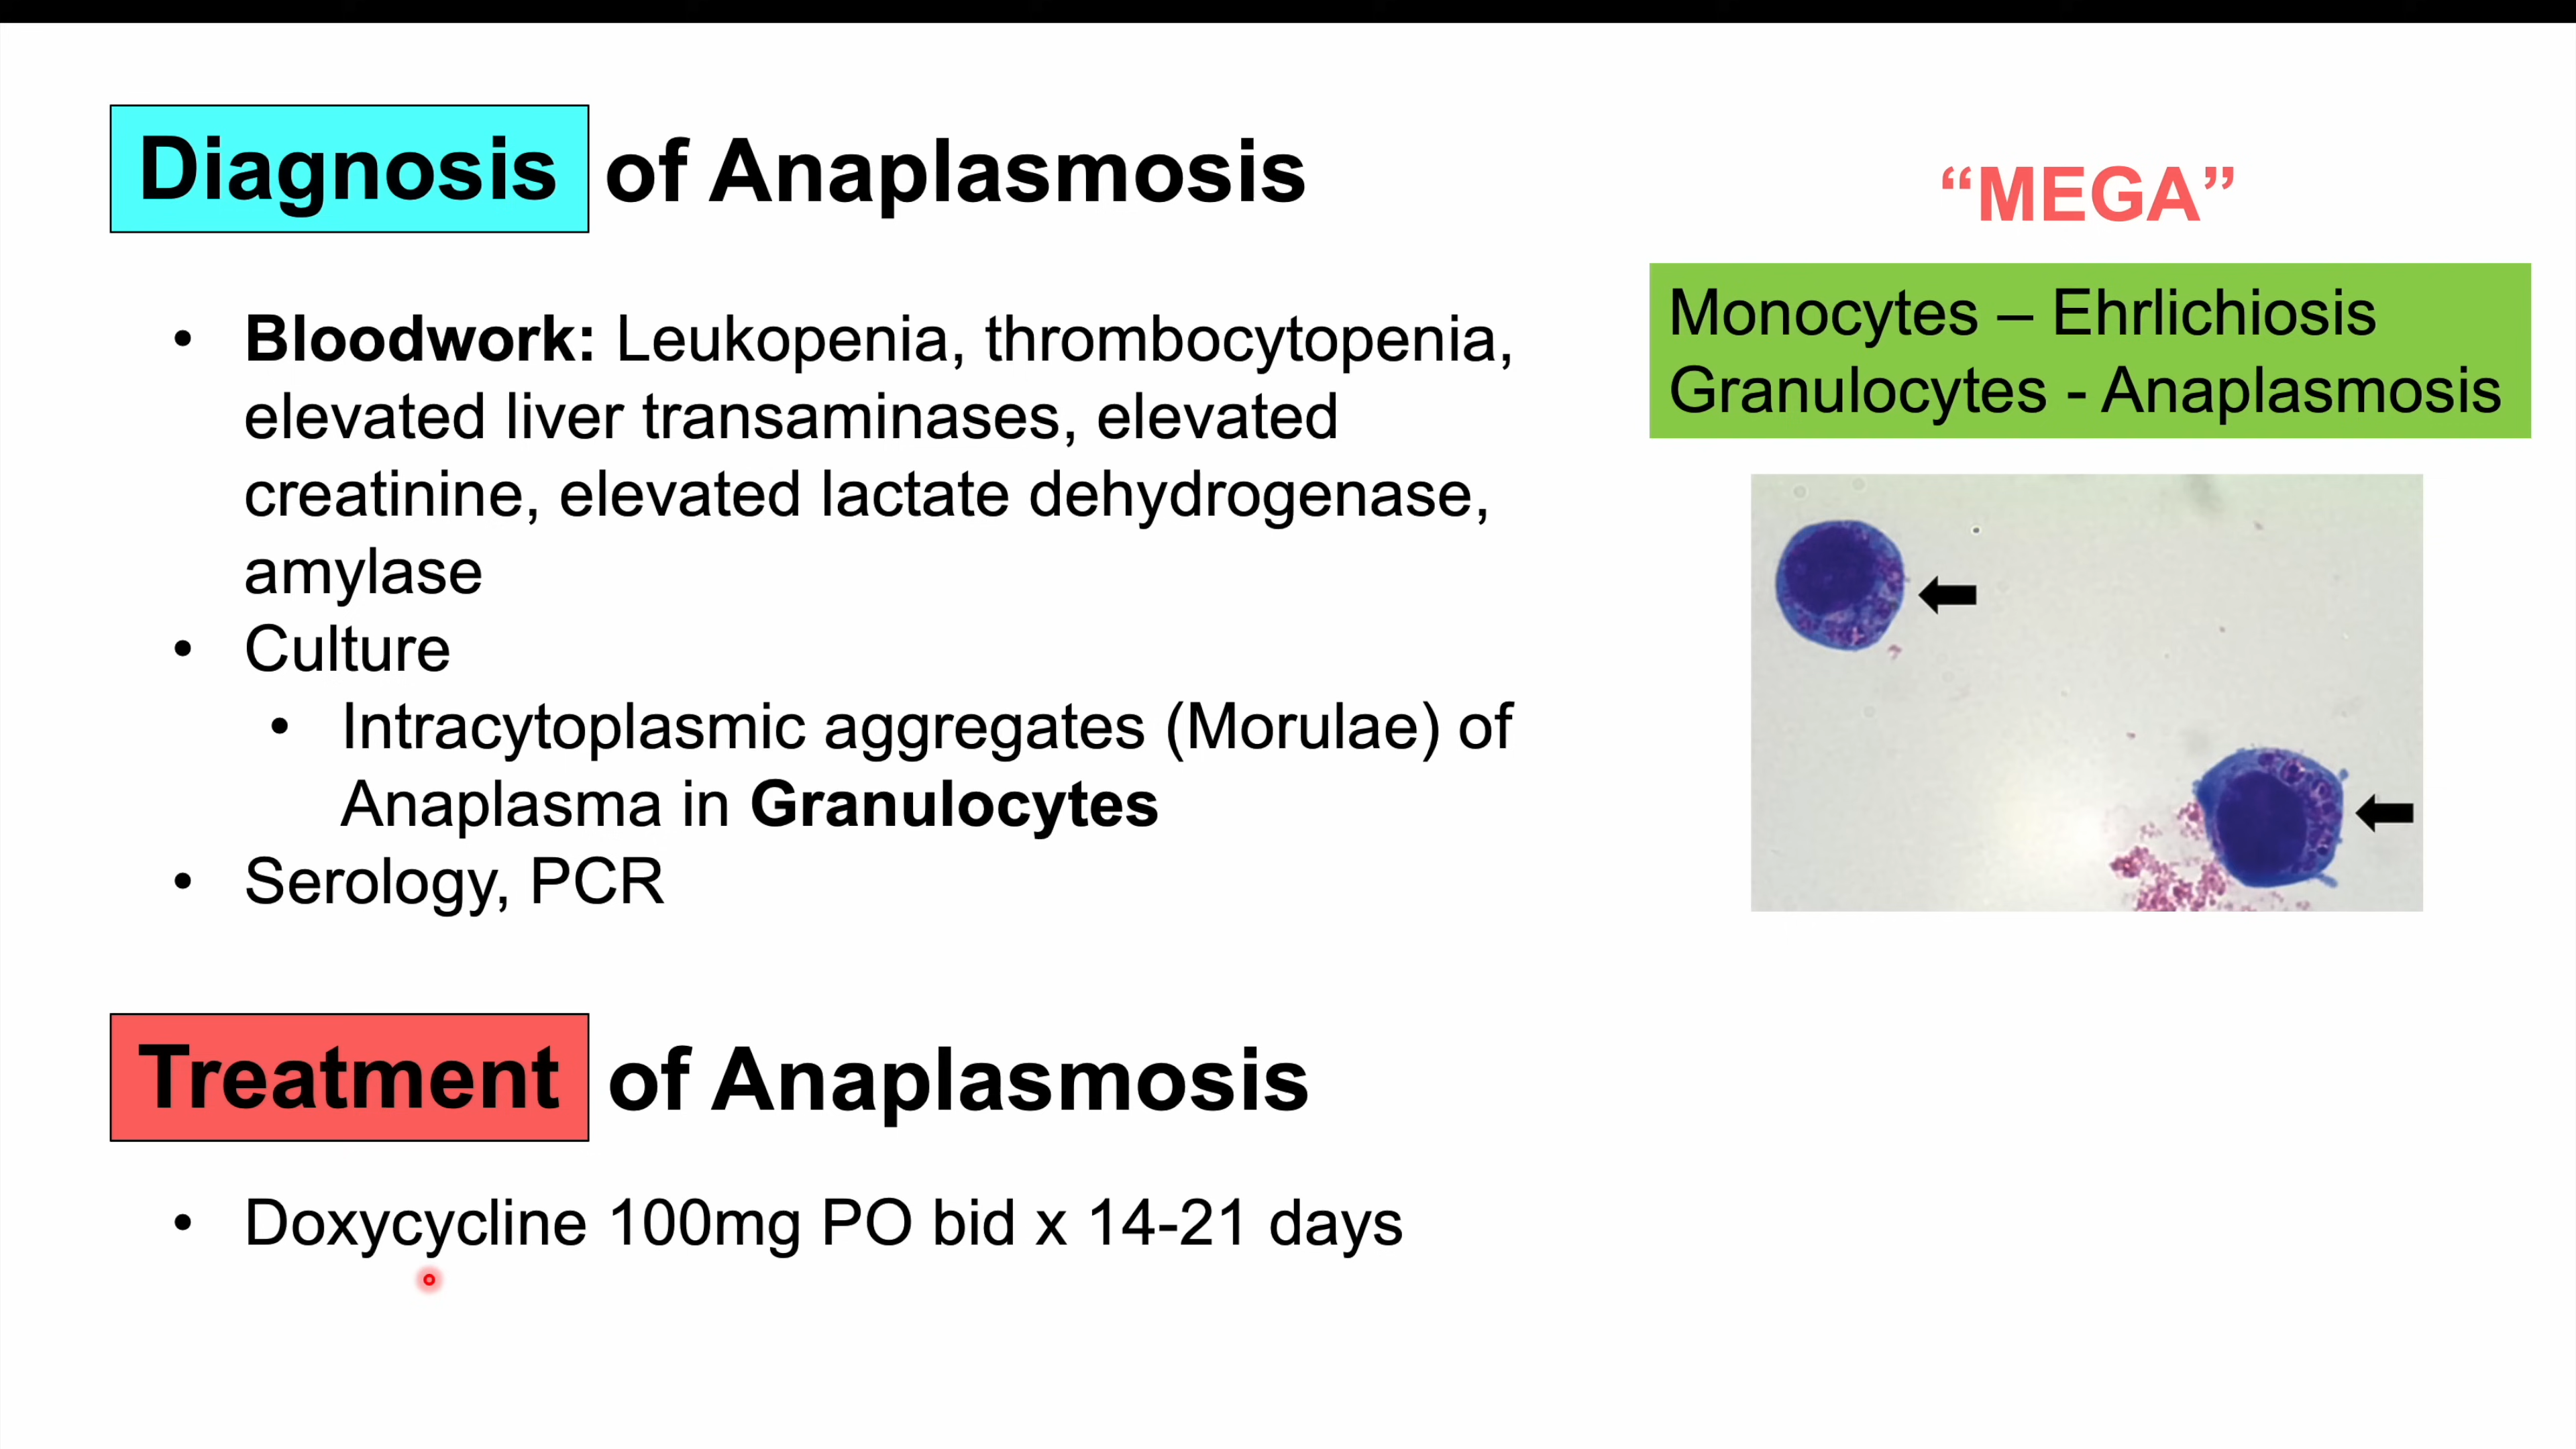 Diagnosis of Anaplasmosis
• Bloodwork: Leukopenia, thrombocytopenia,
elevated liver transaminases, elevated
creatinine, elevated lactate dehydrogenase,
amylase
• Culture
• Intracytoplasmic aggregates (Morulae) of
Anaplasma in Granulocytes
• Serology, PCR
Treatment of Anaplasmosis
• Doxycycline 100mg PO bid x 14-21 days
“MEGA”
Monocytes – Ehrlichiosis
Granulocytes - Anaplasmosis